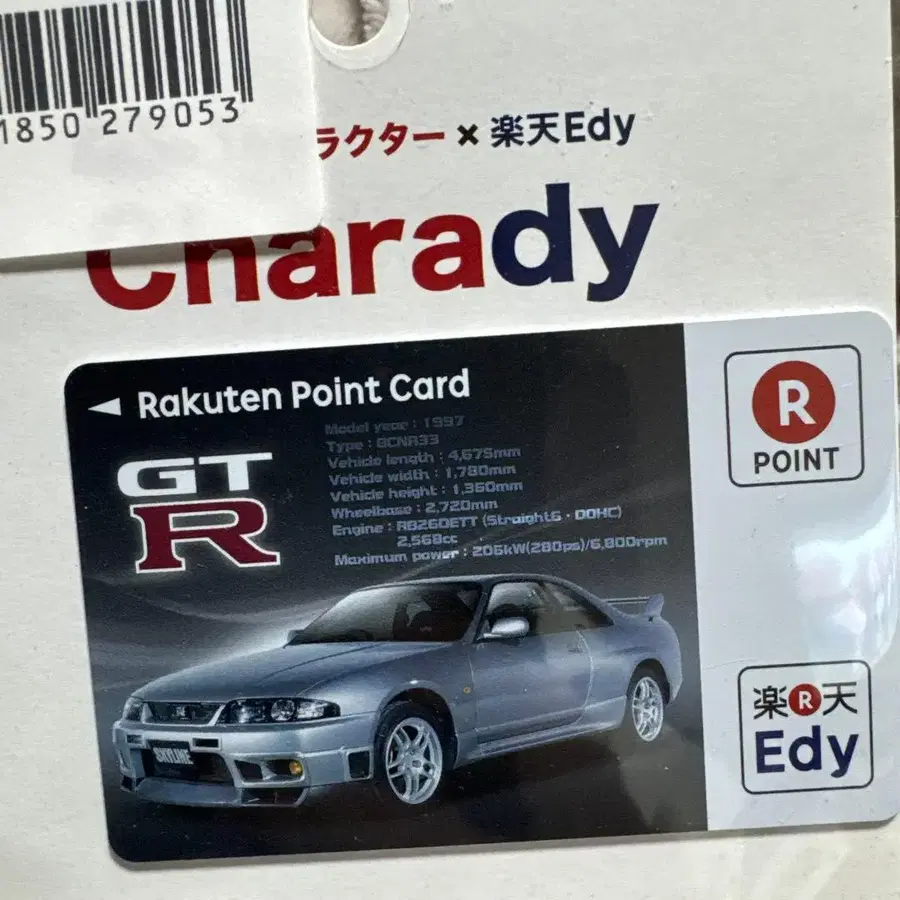 1850 279053
ラクター × 楽天Edy
Charady
Rakuten Point Card
GT
R
Model year : 1997
Type : BCNR33
Vehicle length : 4,675mm
Vehicle width : 1,780mm
Vehicle height : 1,360mm
Wheelbase : 2,720mm
Engine : RB26DETT (Straight6・DOHC)
2,568cc
Maximum power : 206kW(280ps)/6,800rpm
SKYLINE
R
POINT
楽R天
Edy